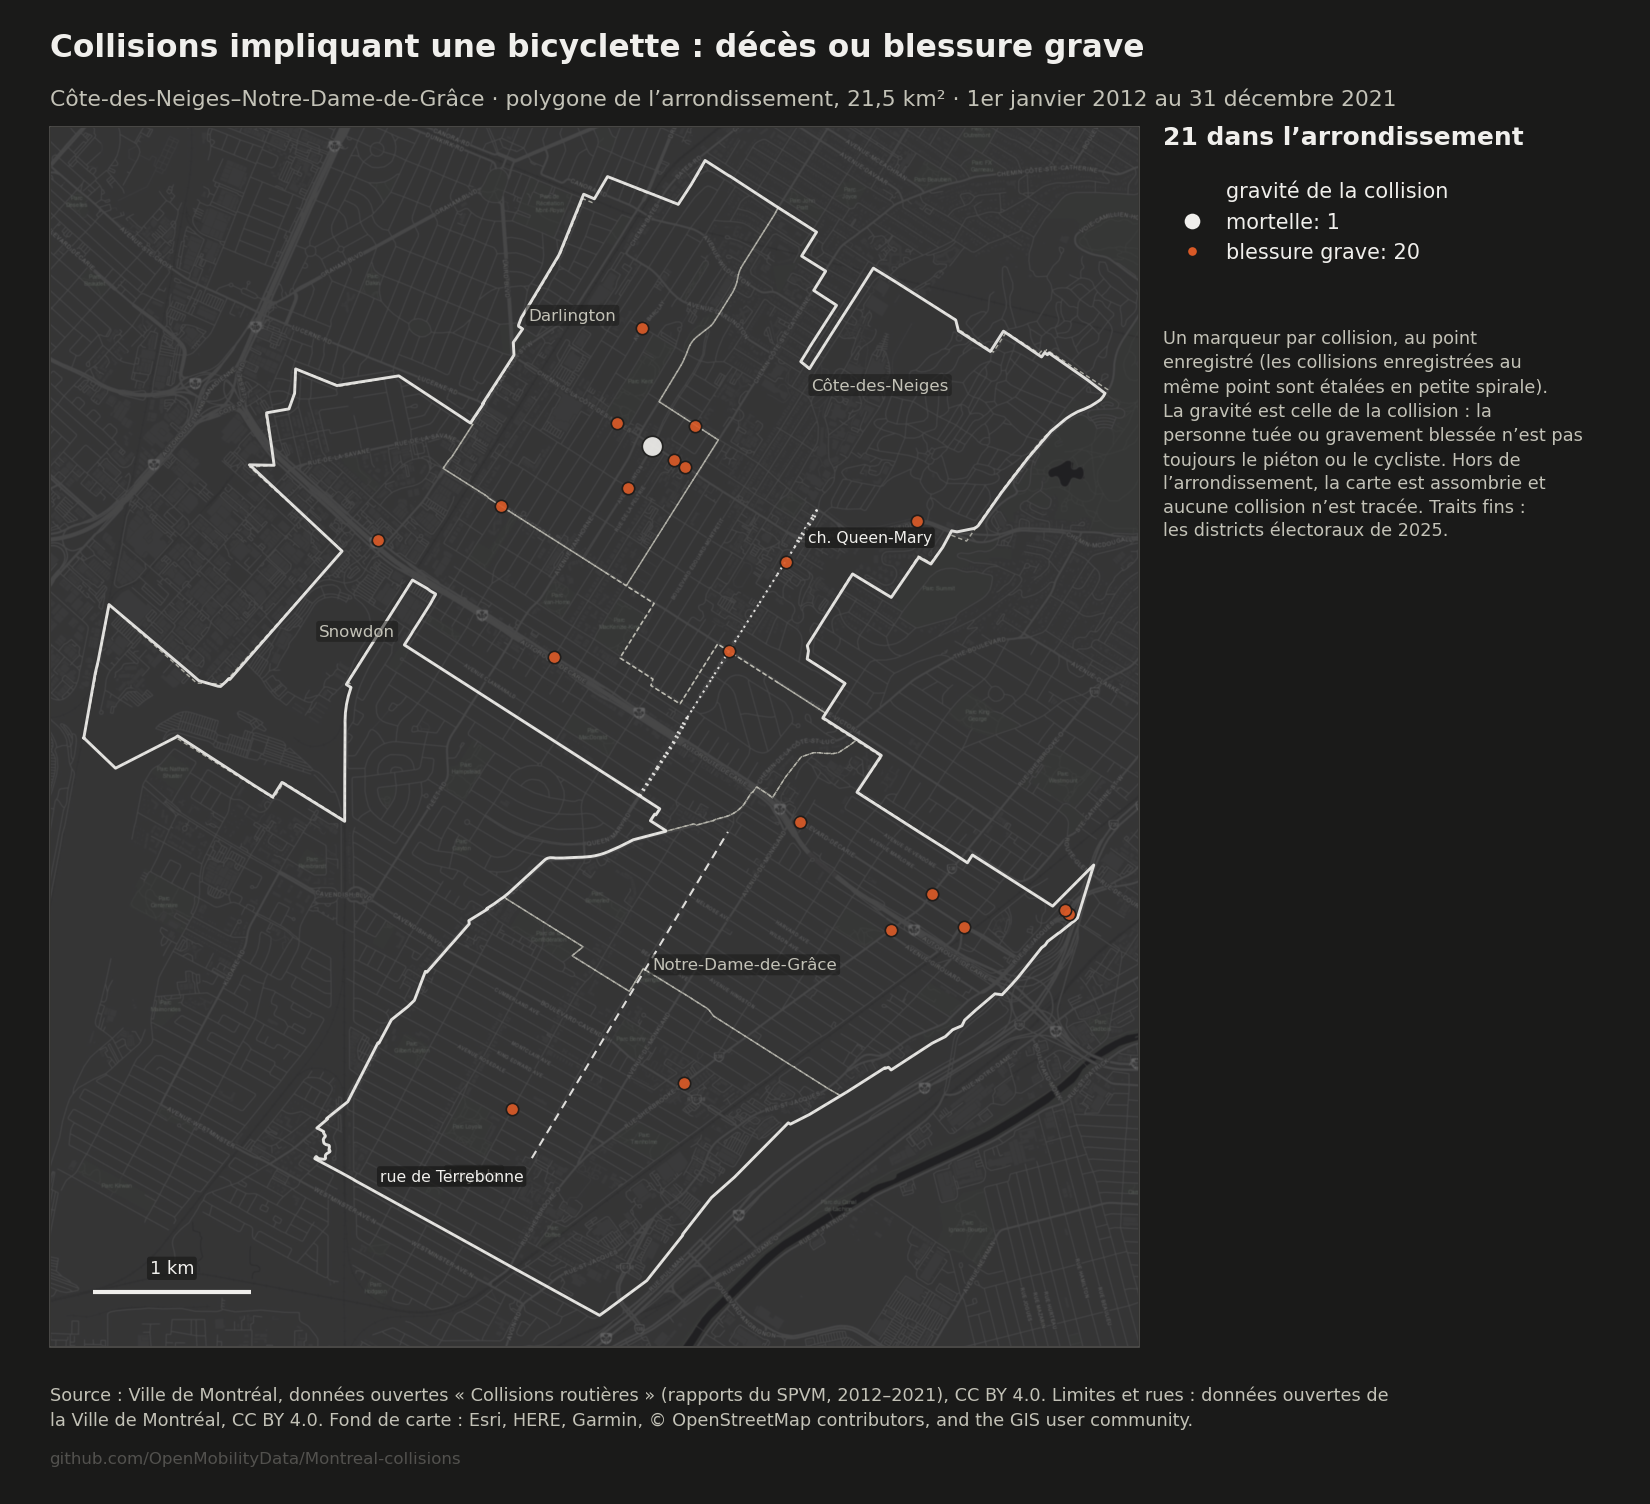 Collisions impliquant une bicyclette : décès ou blessure grave
Côte-des-Neiges–Notre-Dame-de-Grâce · polygone de l’arrondissement, 21,5 km² · 1er janvier 2012 au 31 décembre 2021
21 dans l’arrondissement
gravité de la collision
mortelle: 1
blessure grave: 20
Un marqueur par collision, au point
enregistré (les collisions enregistrées au
même point sont étalées en petite spirale).
La gravité est celle de la collision : la
personne tuée ou gravement blessée n’est pas
toujours le piéton ou le cycliste. Hors de
l’arrondissement, la carte est assombrie et
aucune collision n’est tracée. Traits fins :
les districts électoraux de 2025.
Darlington
Côte-des-Neiges
ch. Queen-Mary
Snowdon
Notre-Dame-de-Grâce
rue de Terrebonne
1 km
Source : Ville de Montréal, données ouvertes « Collisions routières » (rapports du SPVM, 2012–2021), CC BY 4.0. Limites et rues : données ouvertes de
la Ville de Montréal, CC BY 4.0. Fond de carte : Esri, HERE, Garmin, © OpenStreetMap contributors, and the GIS user community.
github.com/OpenMobilityData/Montreal-collisions